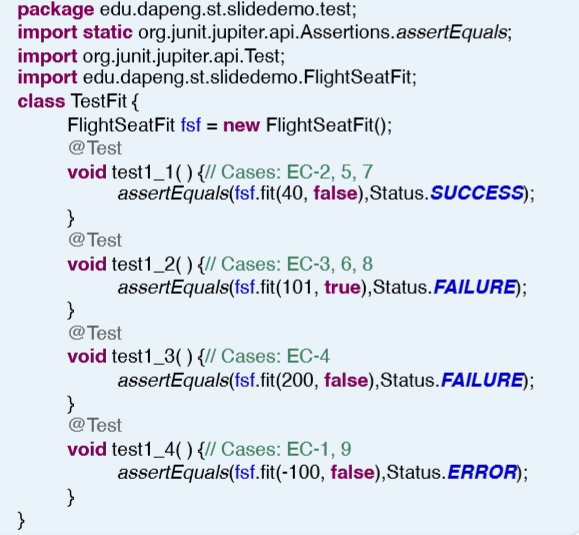 package edu.dapeng.st.slidedemo.test;
import static org.junit.jupiter.api.Assertions.assertEquals;
import org.junit.jupiter.api.Test;
import edu.dapeng.st.slidedemo.FlightSeatFit;
class TestFit {
FlightSeatFit fsf = new FlightSeatFit();
@Test
void test1_1( ) {// Cases: EC-2, 5, 7
assertEquals(fsf.fit(40, false),Status.SUCCESS);
}
@Test
void test1_2( ) {// Cases: EC-3, 6, 8
assertEquals(fsf.fit(101, true),Status.FAILURE);
}
@Test
void test1_3( ) {// Cases: EC-4
assertEquals(fsf.fit(200, false),Status.FAILURE);
}
@Test
void test1_4( ) {// Cases: EC-1, 9
assertEquals(fsf.fit(-100, false),Status.ERROR);
}
}